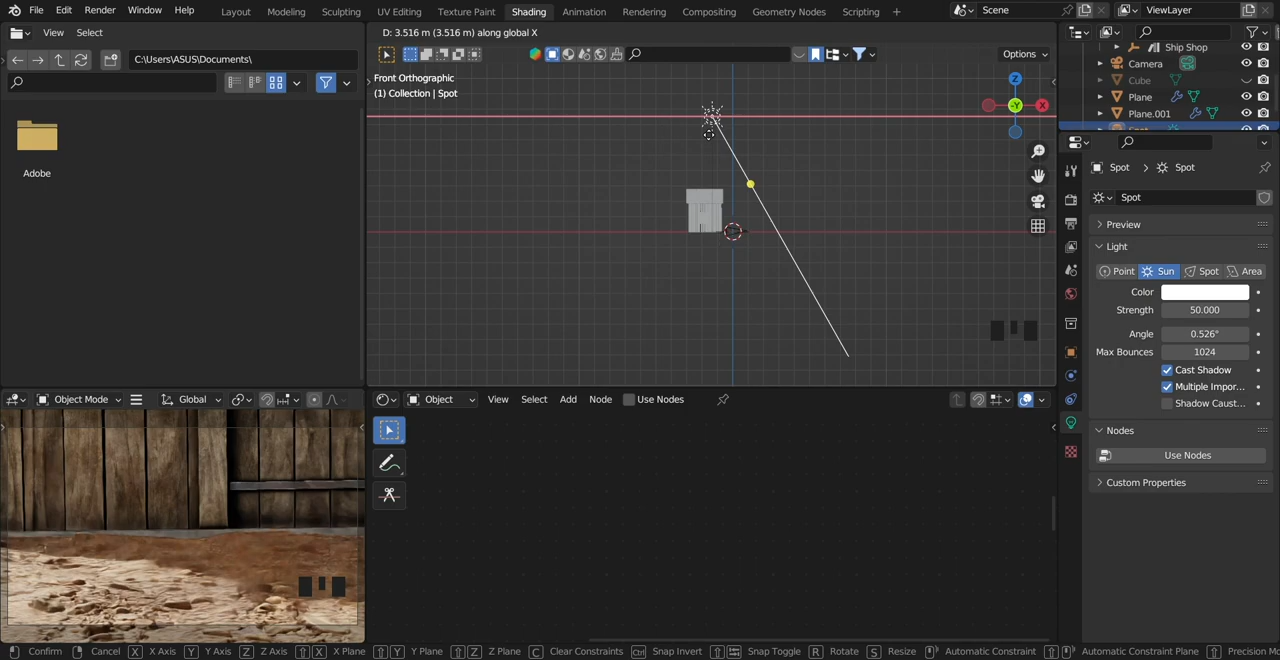 File Edit Render Window Help
Layout Modeling Sculpting UV Editing Texture Paint Shading Animation Rendering Compositing Geometry Nodes Scripting +
Scene
ViewLayer
View Select
D: 3.516 m (3.516 m) along global X
C:\Users\ASUS\Documents\
Options
Adobe
Front Orthographic
(1) Collection | Spot
Z
X
-Y
Ship Shop
Camera
Cube
Plane
Plane.001
Spot
Spot Spot
Spot
Preview
Light
Point Sun Spot Area
Color
Strength 50.000
Angle 0.526°
Max Bounces 1024
Cast Shadow
Multiple Impor...
Shadow Caust...
Nodes
Use Nodes
Custom Properties
Object Mode Global
Object View Select Add Node Use Nodes
Confirm Cancel X X Axis Y Y Axis Z Z Axis X X Plane Y Y Plane Z Z Plane C Clear Constraints Ctrl Snap Invert Snap Toggle R Rotate S Resize Automatic Constraint Automatic Constraint Plane Precision Mo